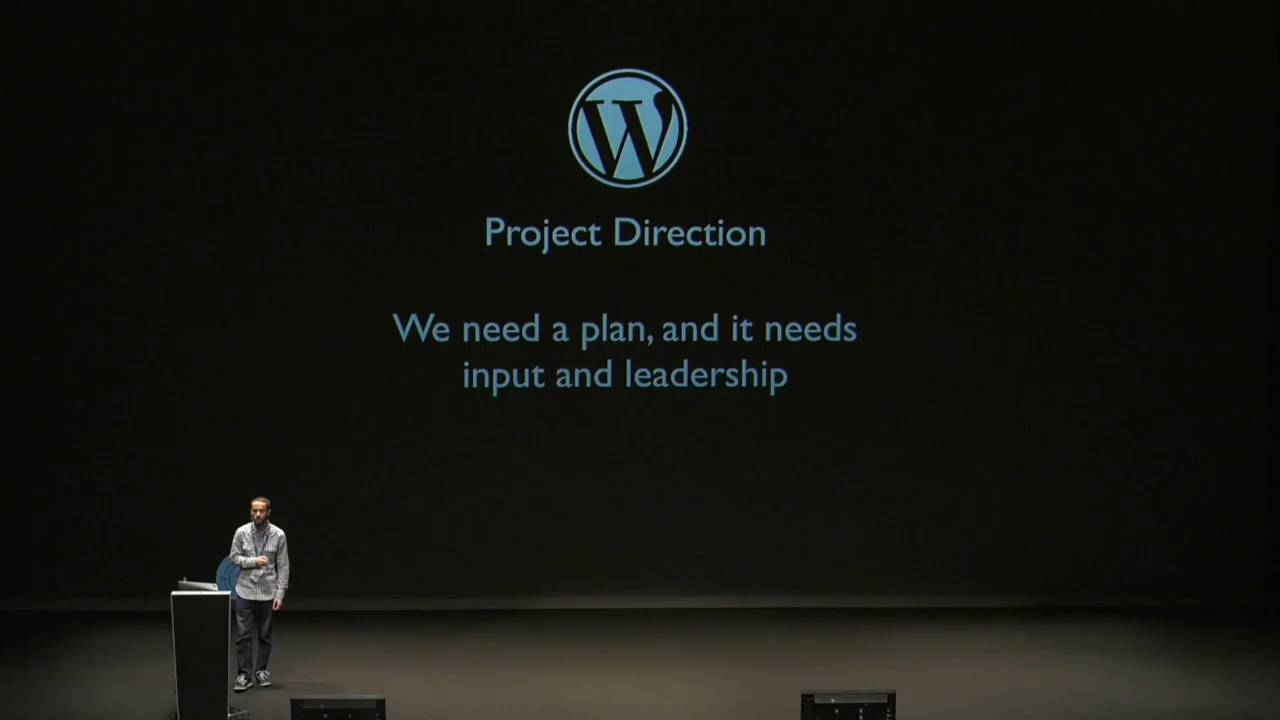 W
Project Direction
We need a plan, and it needs
input and leadership